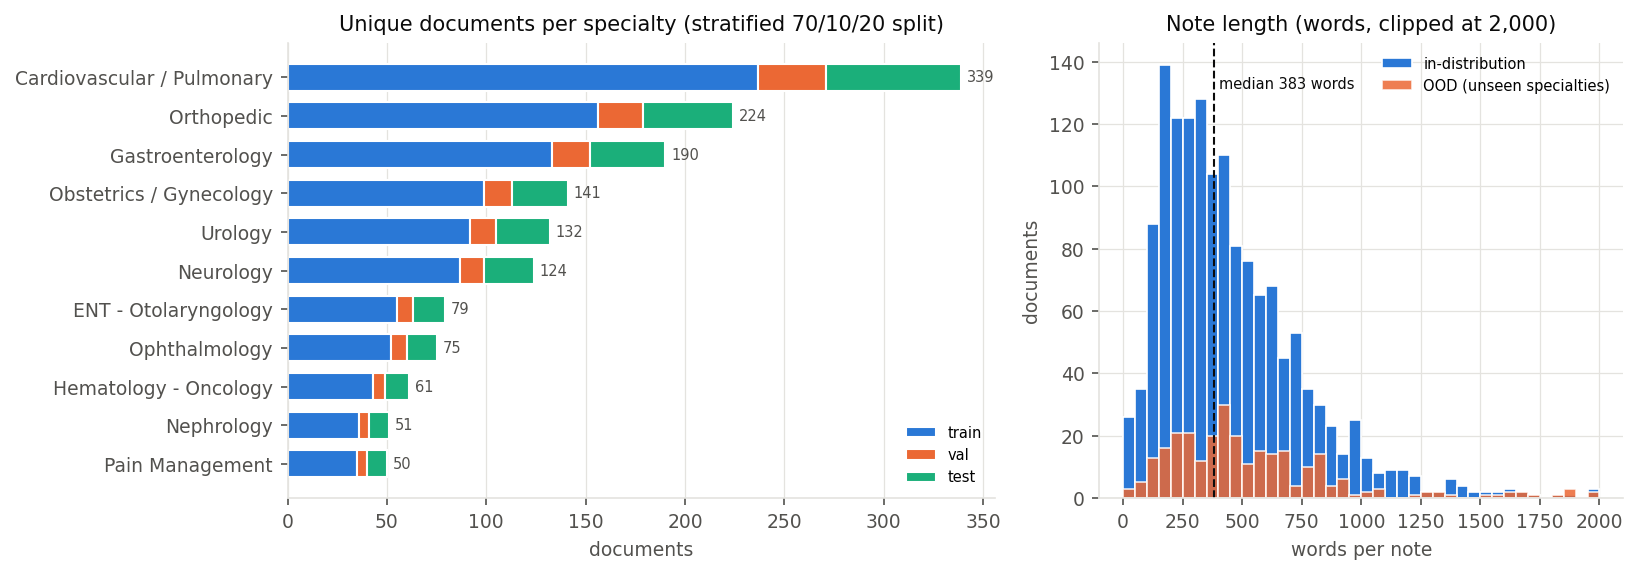 Unique documents per specialty (stratified 70/10/20 split)
Cardiovascular / Pulmonary
339
Orthopedic
224
Gastroenterology
190
Obstetrics / Gynecology
141
Urology
132
Neurology
124
ENT - Otolaryngology
79
Ophthalmology
75
Hematology - Oncology
61
Nephrology
51
Pain Management
50
train
val
test
0 50 100 150 200 250 300 350
documents
Note length (words, clipped at 2,000)
in-distribution
OOD (unseen specialties)
median 383 words
documents
140
120
100
80
60
40
20
0
0 250 500 750 1000 1250 1500 1750 2000
words per note